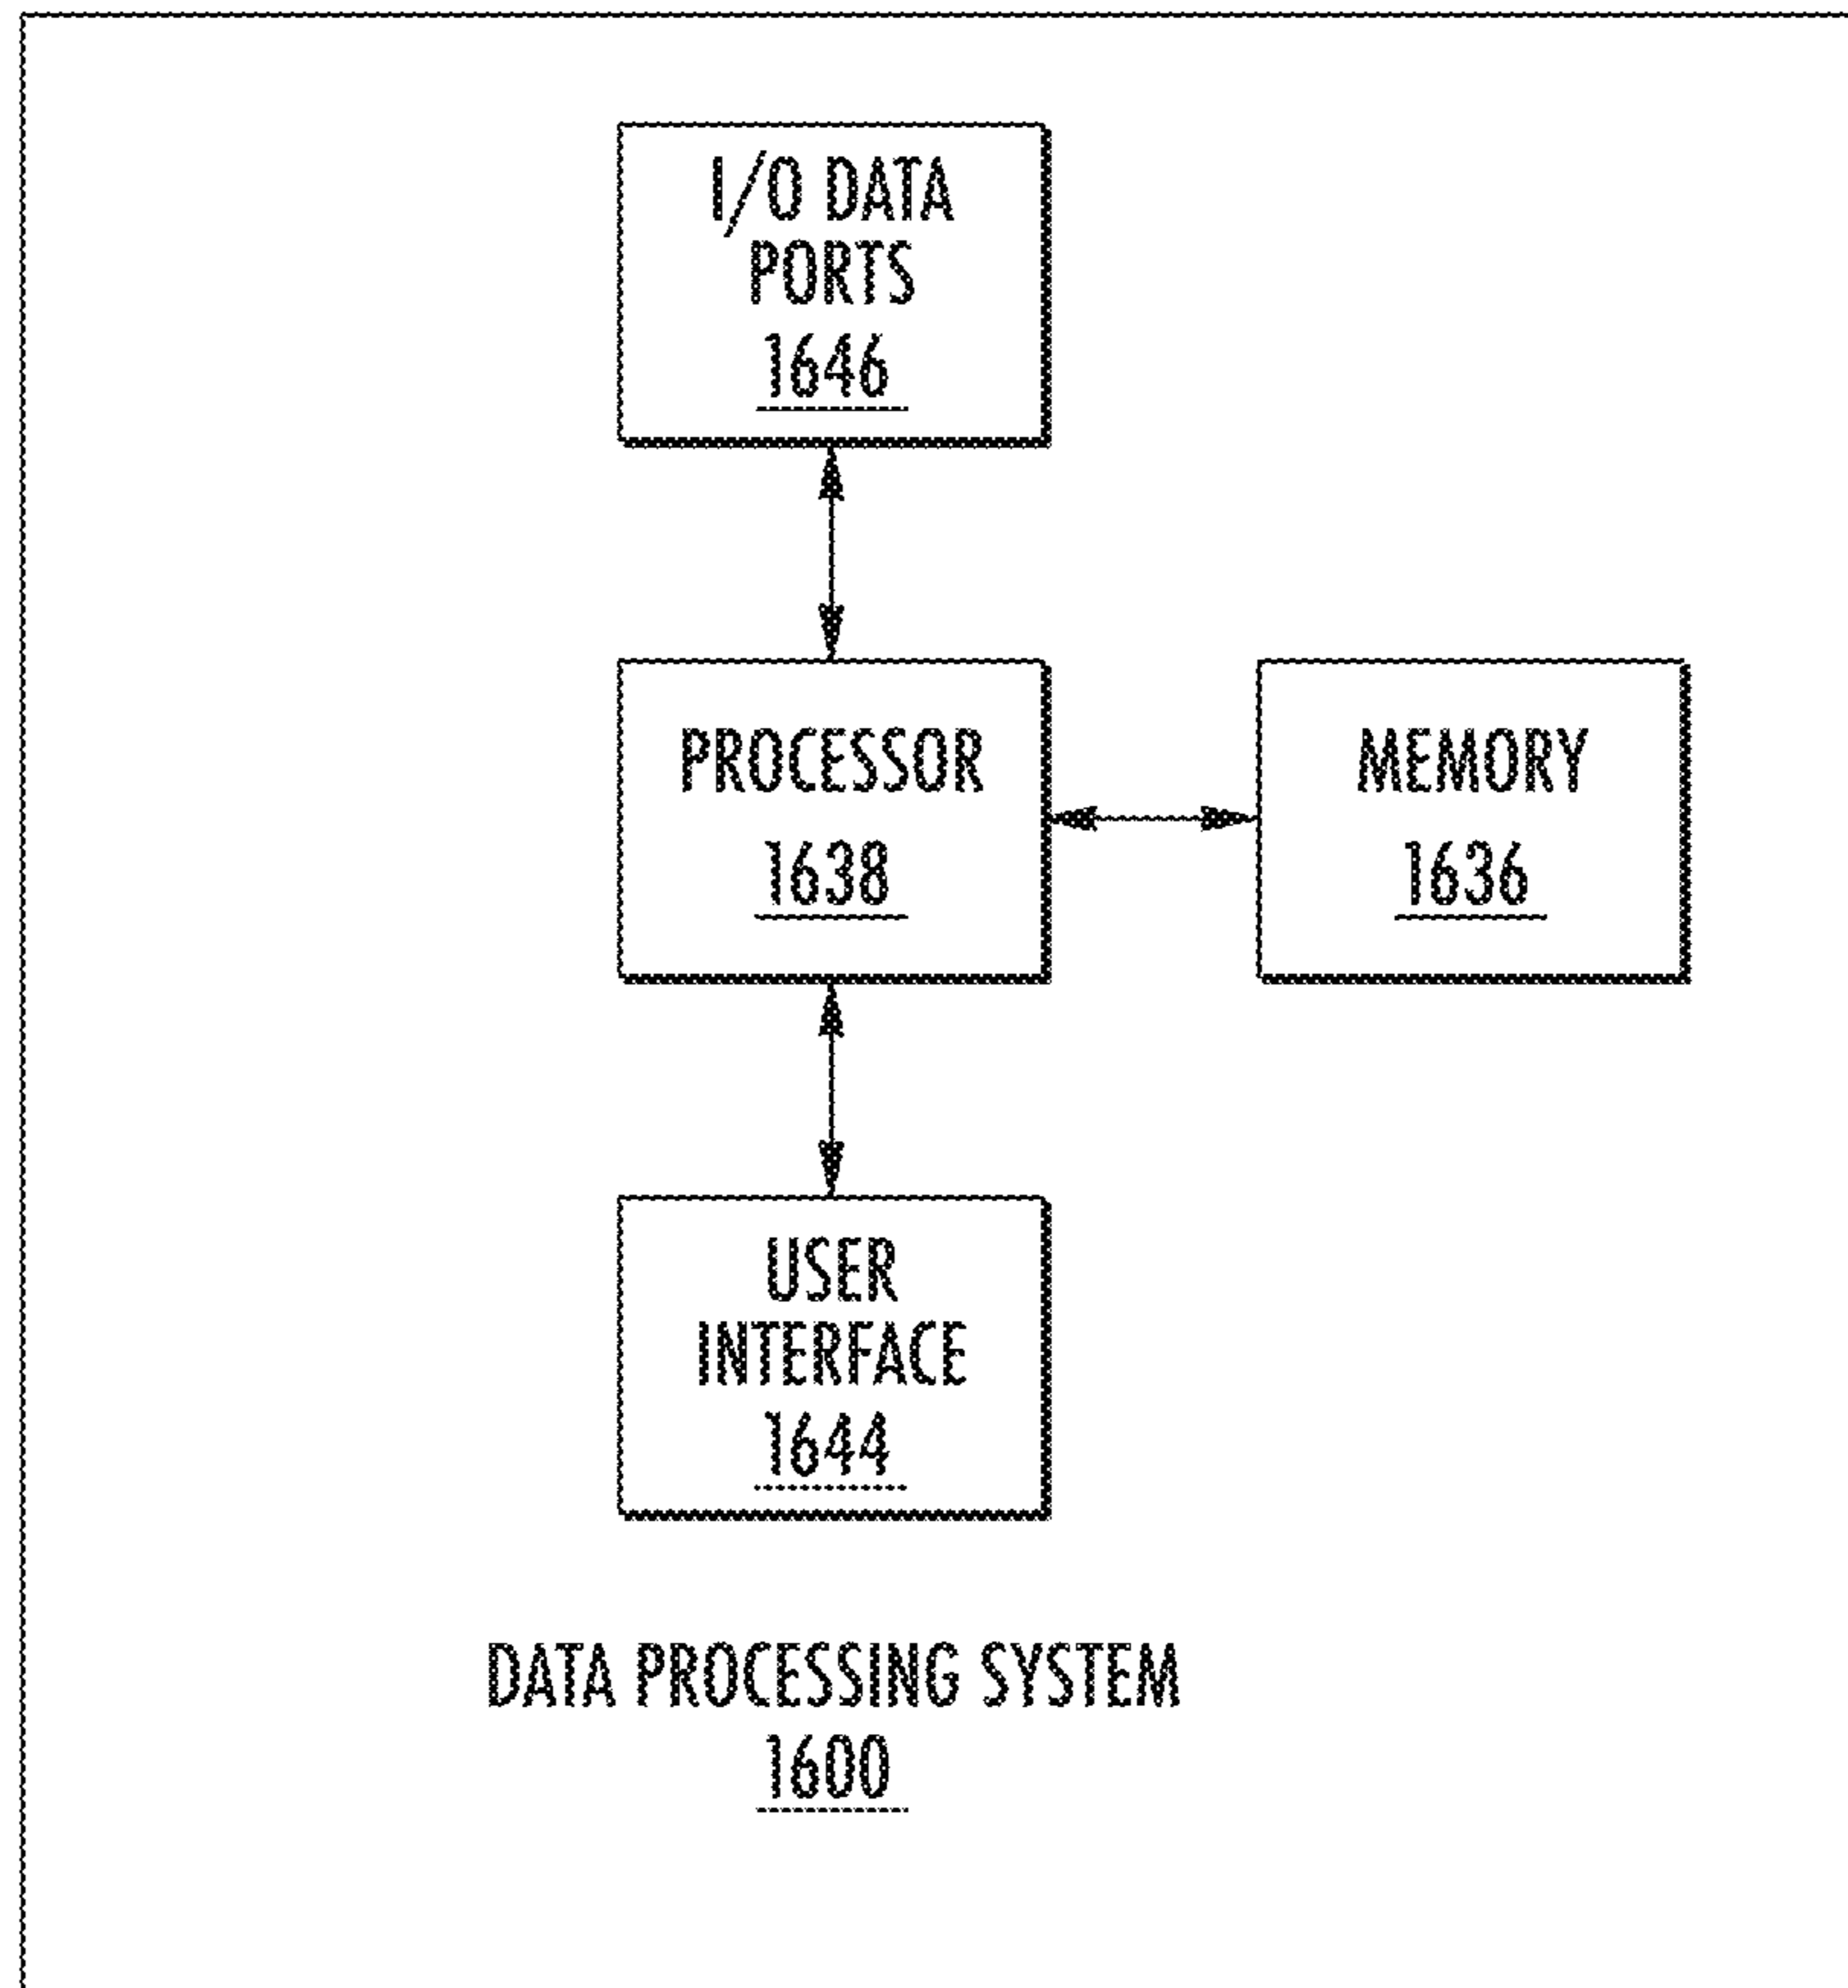 I/O DATA
PORTS
1646
PROCESSOR
1638
MEMORY
1636
USER
INTERFACE
1644
DATA PROCESSING SYSTEM
1600